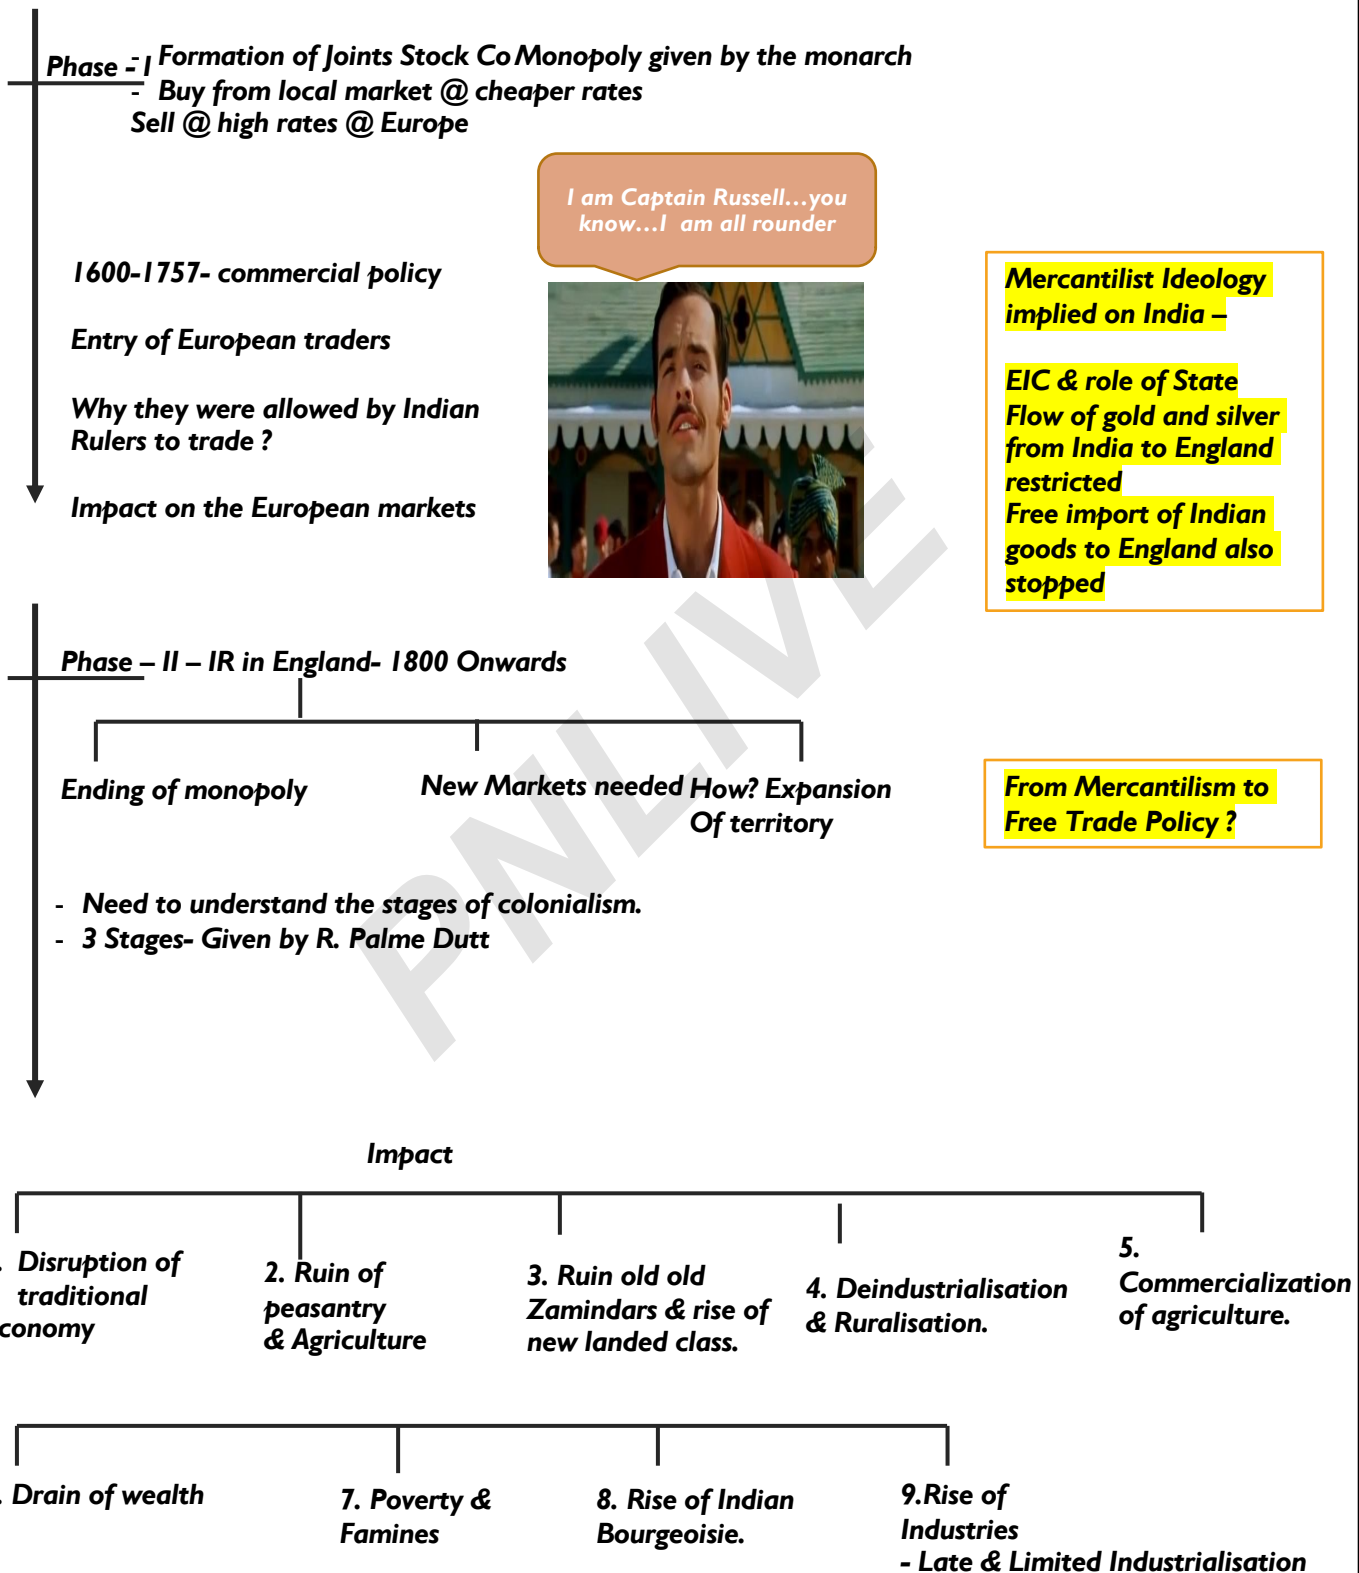 Phase - I
- Formation of Joints Stock Co Monopoly given by the monarch
- Buy from local market @ cheaper rates
Sell @ high rates @ Europe
I am Captain Russell...you
know...I am all rounder
1600-1757- commercial policy
Entry of European traders
Why they were allowed by Indian
Rulers to trade ?
Impact on the European markets
Mercantilist Ideology
implied on India –
EIC & role of State
Flow of gold and silver
from India to England
restricted
Free import of Indian
goods to England also
stopped
Phase – II – IR in England- 1800 Onwards
Ending of monopoly
New Markets needed
How? Expansion
Of territory
From Mercantilism to
Free Trade Policy ?
- Need to understand the stages of colonialism.
- 3 Stages- Given by R. Palme Dutt
PNLIVE
Impact
. Disruption of
traditional
conomy
2. Ruin of
peasantry
& Agriculture
3. Ruin old old
Zamindars & rise of
new landed class.
4. Deindustrialisation
& Ruralisation.
5.
Commercialization
of agriculture.
. Drain of wealth
7. Poverty &
Famines
8. Rise of Indian
Bourgeoisie.
9.Rise of
Industries
- Late & Limited Industrialisation